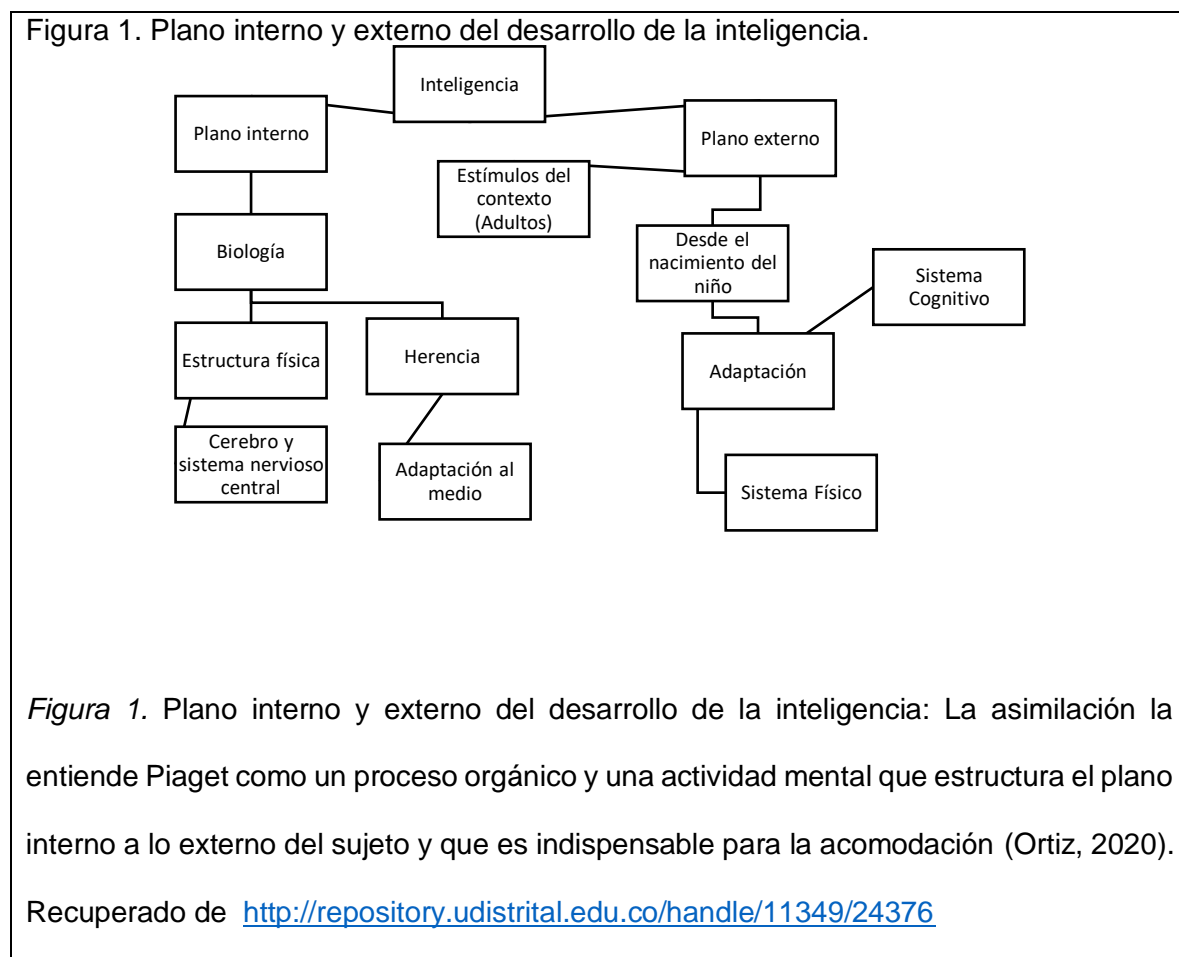 Figura 1. Plano interno y externo del desarrollo de la inteligencia.
Inteligencia
Plano interno
Plano externo
Estímulos del
contexto
(Adultos)
Biología
Desde el
nacimiento del
niño
Sistema
Cognitivo
Estructura física
Herencia
Adaptación
Cerebro y
sistema nervioso
central
Adaptación al
medio
Sistema Físico
Figura 1. Plano interno y externo del desarrollo de la inteligencia: La asimilación la
entiende Piaget como un proceso orgánico y una actividad mental que estructura el plano
interno a lo externo del sujeto y que es indispensable para la acomodación (Ortiz, 2020).
Recuperado de http://repository.udistrital.edu.co/handle/11349/24376